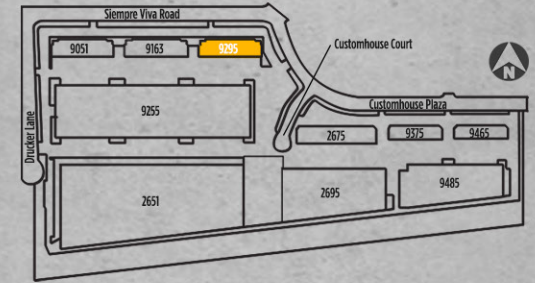 Siempre Viva Road
9051
9163
9295
Customhouse Court
N
9255
Customhouse Plaza
Drucker Lane
2675
9375
9465
2651
2695
9485